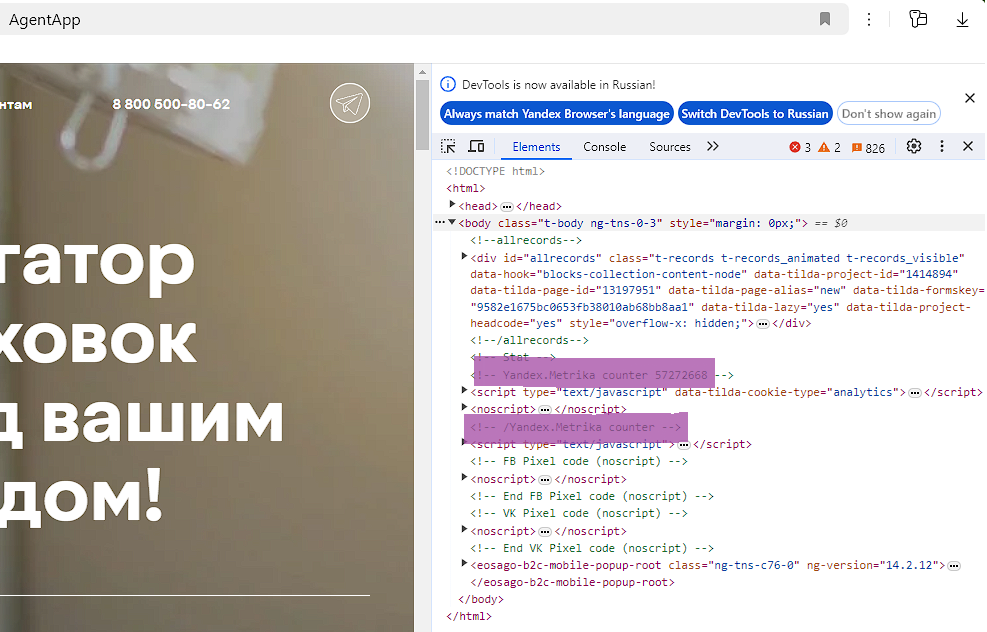 AgentApp
нтам
8 800 500-80-62
гатор
ховок
д вашим
дом!
DevTools is now available in Russian!
Always match Yandex Browser's language
Switch DevTools to Russian
Don't show again
Elements
Console
Sources
3
2
826
<!DOCTYPE html>
<html>
<head> ••• </head>
••• <body class="t-body ng-tns-0-3" style="margin: 0px;"> == $0
<!--allrecords-->
<div id="allrecords" class="t-records t-records_animated t-records_visible"
data-hook="blocks-collection-content-node" data-tilda-project-id="1414894"
data-tilda-page-id="13197951" data-tilda-page-alias="new" data-tilda-formskey=
"9582e1675bc0653fb38010ab68bb8aa1" data-tilda-lazy="yes" data-tilda-project-
headcode="yes" style="overflow-x: hidden;"> ••• </div>
<!--/allrecords-->
<!-- Stat -->
<!-- Yandex.Metrika counter 57272668 -->
<script type="text/javascript" data-tilda-cookie-type="analytics"> ••• </script>
<noscript> ••• </noscript>
<!-- /Yandex.Metrika counter -->
<script type="text/javascript"> ••• </script>
<!-- FB Pixel code (noscript) -->
<noscript> ••• </noscript>
<!-- End FB Pixel code (noscript) -->
<!-- VK Pixel code (noscript) -->
<noscript> ••• </noscript>
<!-- End VK Pixel code (noscript) -->
<eosago-b2c-mobile-popup-root class="ng-tns-c76-0" ng-version="14.2.12"> •••
</eosago-b2c-mobile-popup-root>
</body>
</html>